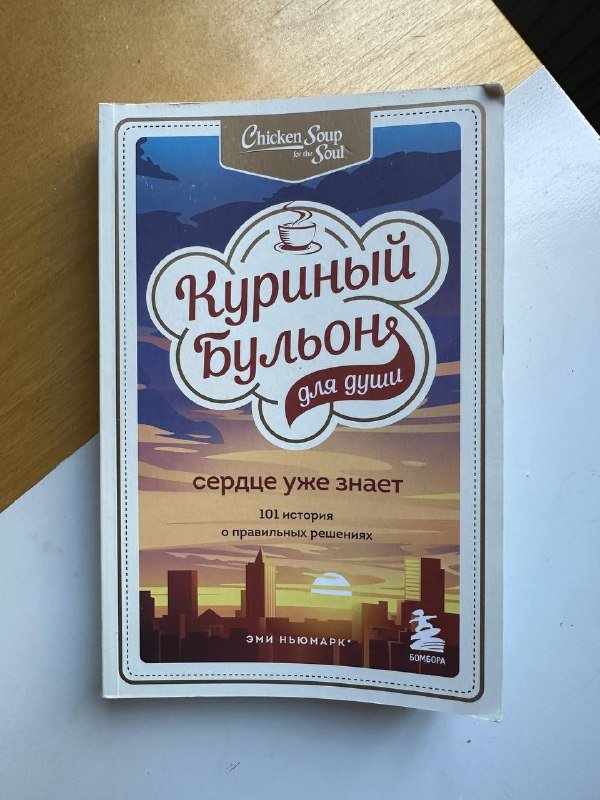 Chicken Soup
for the Soul
Куриный
Бульон
для души
сердце уже знает
101 история
о правильных решениях
ЭМИ НЬЮМАРК*
БОМБОРА